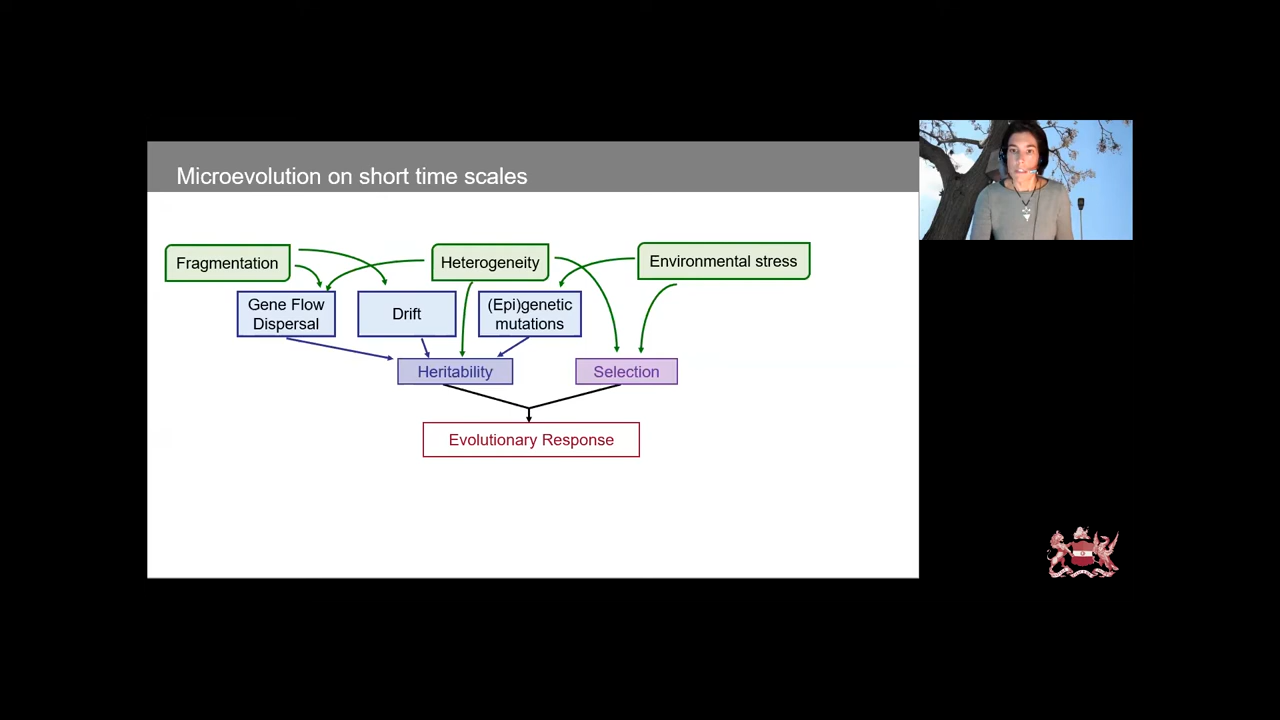 Microevolution on short time scales
Fragmentation
Heterogeneity
Environmental stress
Gene Flow
Dispersal
Drift
(Epi)genetic
mutations
Heritability
Selection
Evolutionary Response